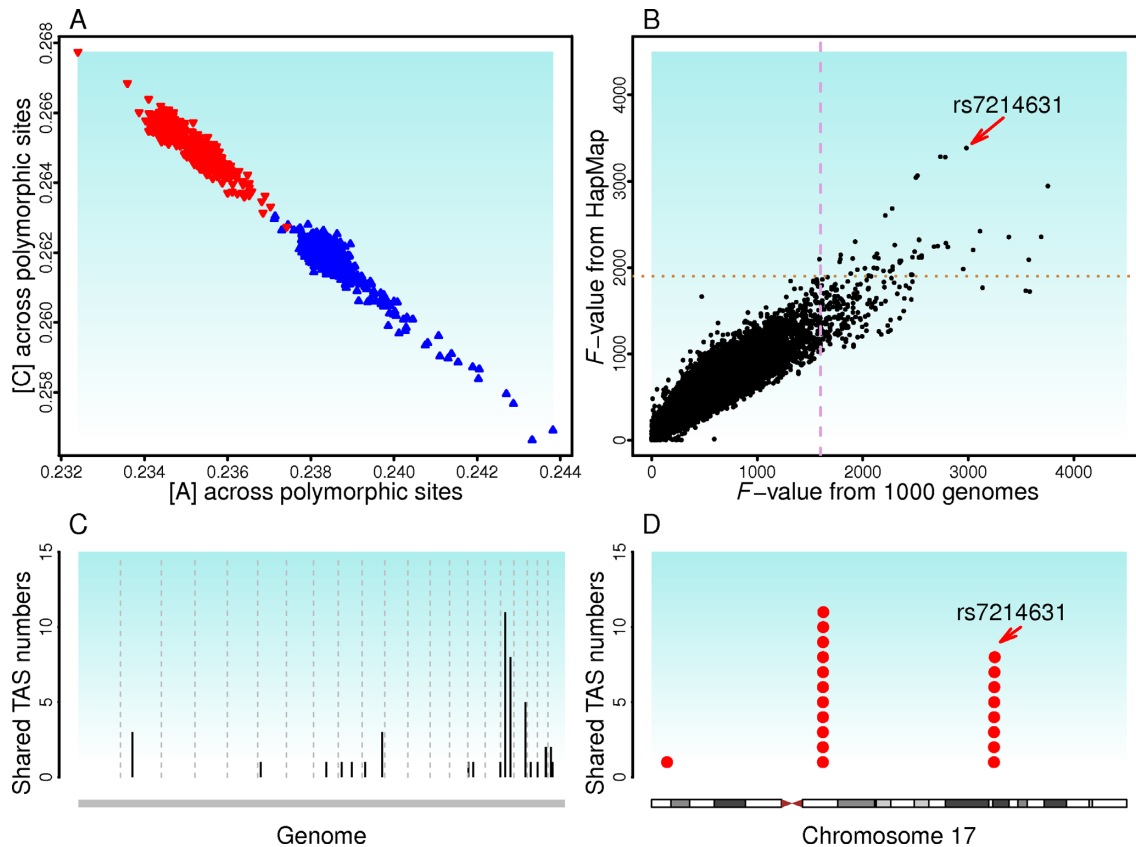 A
[C] across polymorphic sites
0.268
0.266
0.264
0.262
0.260
0.258
0.232
0.234
0.236
0.238
0.240
0.242
0.244
[A] across polymorphic sites
B
F-value from HapMap
4000
3000
2000
1000
0
rs7214631
0
1000
2000
3000
4000
F-value from 1000 genomes
C
Shared TAS numbers
15
10
5
0
Genome
D
Shared TAS numbers
15
10
5
0
rs7214631
Chromosome 17